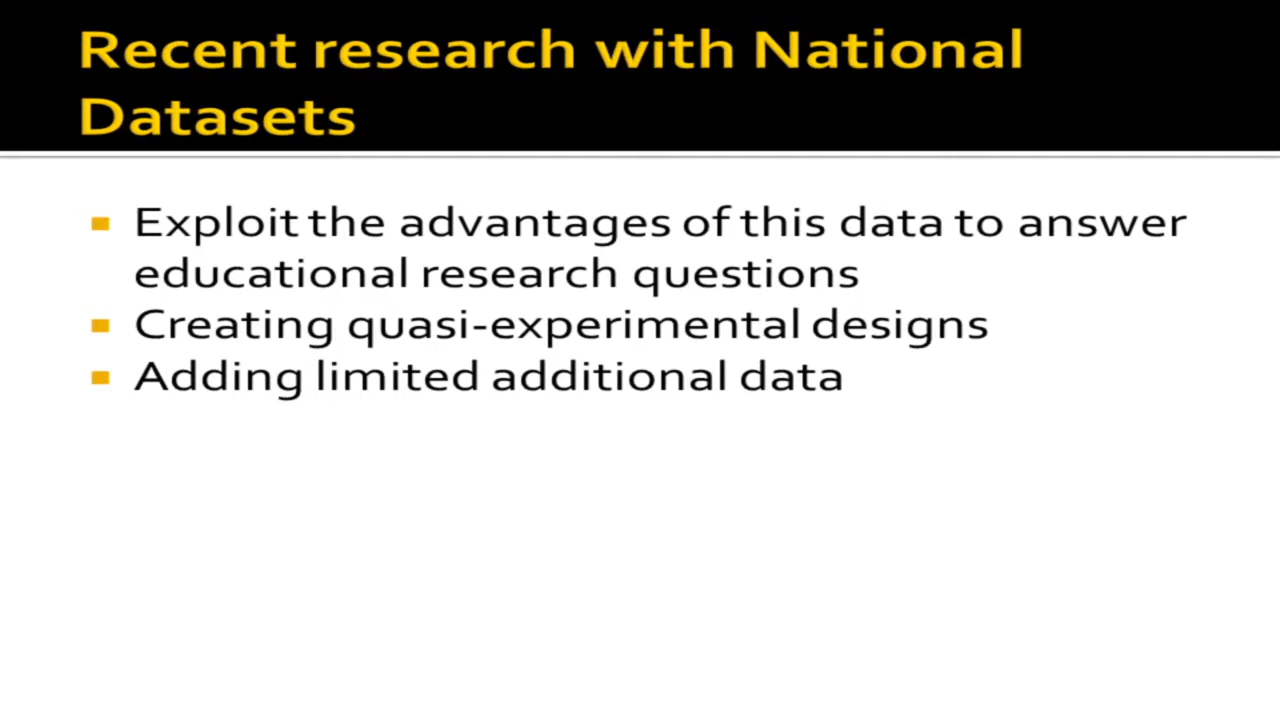 Recent research with National
Datasets
Exploit the advantages of this data to answer
educational research questions
Creating quasi-experimental designs
Adding limited additional data